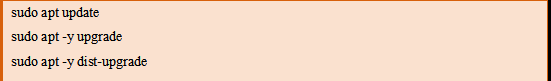 sudo apt update
sudo apt -y upgrade
sudo apt -y dist-upgrade